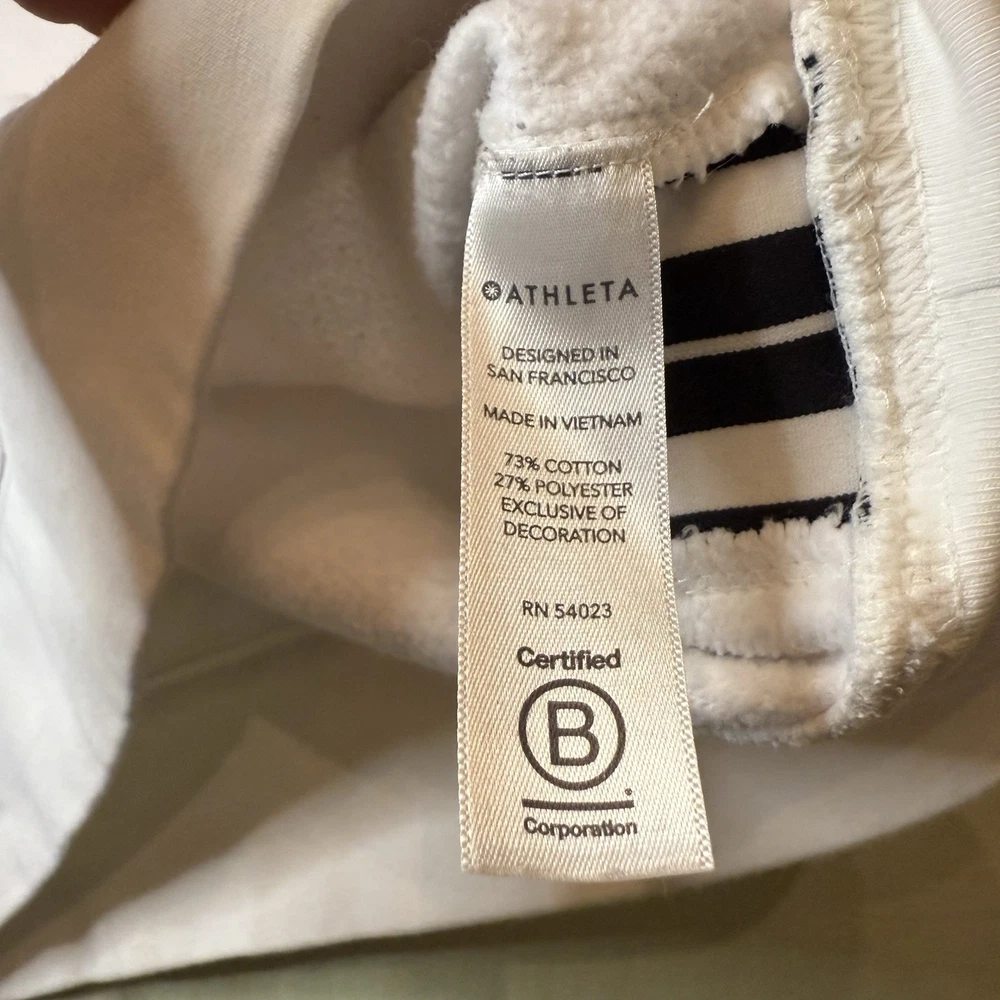 ATHLETA
DESIGNED IN
SAN FRANCISCO
MADE IN VIETNAM
73% COTTON
27% POLYESTER
EXCLUSIVE OF
DECORATION
RN 54023
Certified
B
Corporation